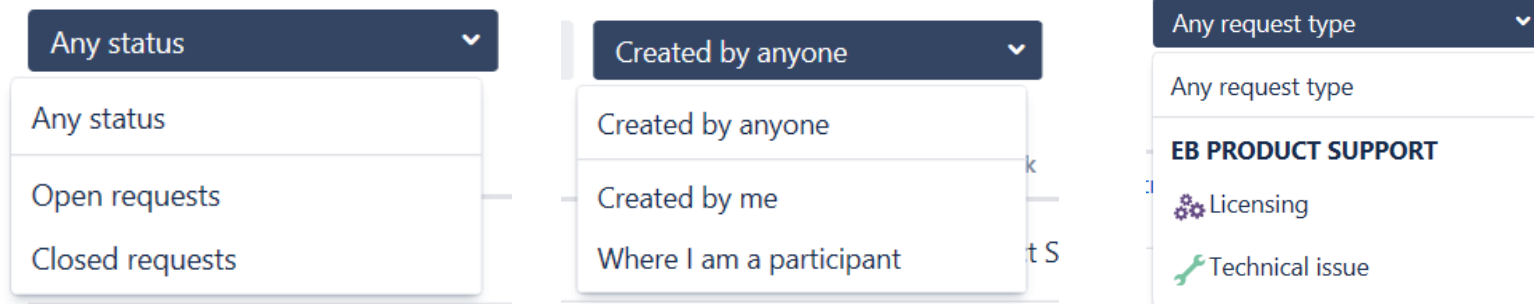 Any status
Any status
Open requests
Closed requests
Created by anyone
Created by anyone
k
Created by me
Where I am a participant
t S
Any request type
Any request type
EB PRODUCT SUPPORT
Licensing
Technical issue